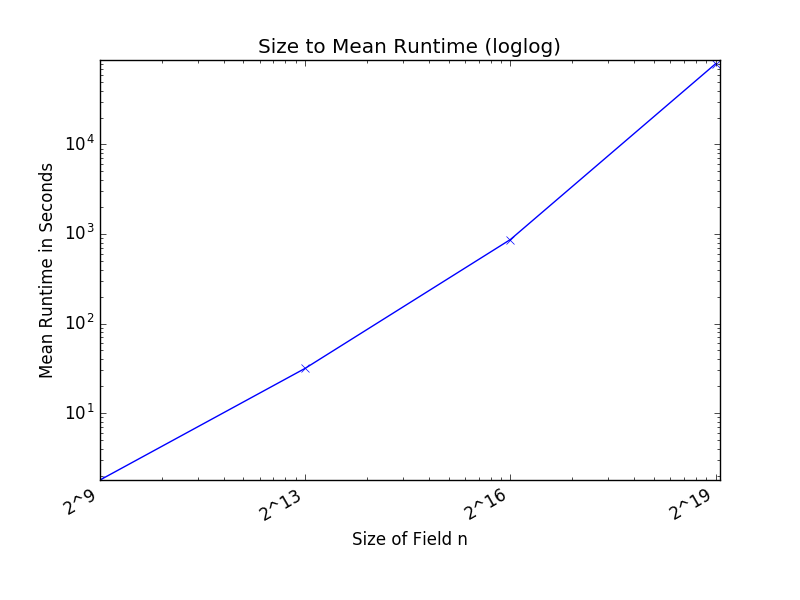 Size to Mean Runtime (loglog)
Mean Runtime in Seconds
10^4
10^3
10^2
10^1
2^9
2^13
2^16
2^19
Size of Field n